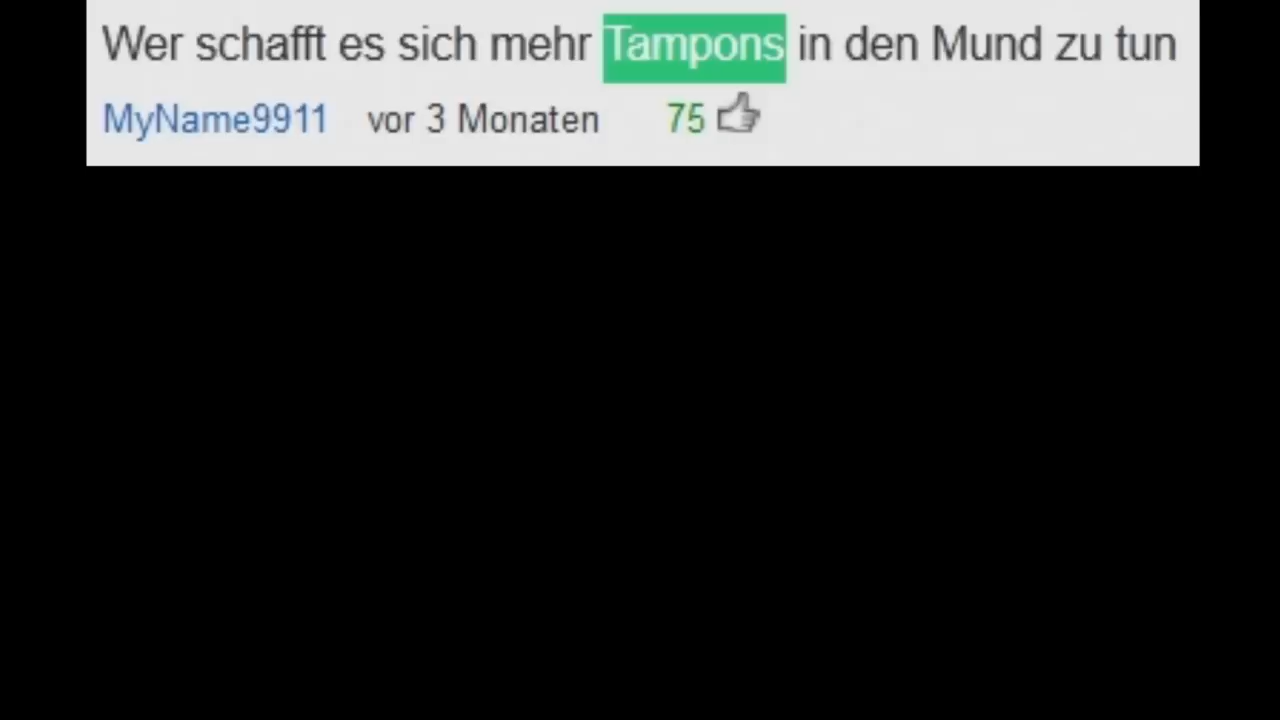 Wer schafft es sich mehr Tampons in den Mund zu tun
MyName9911 vor 3 Monaten 75